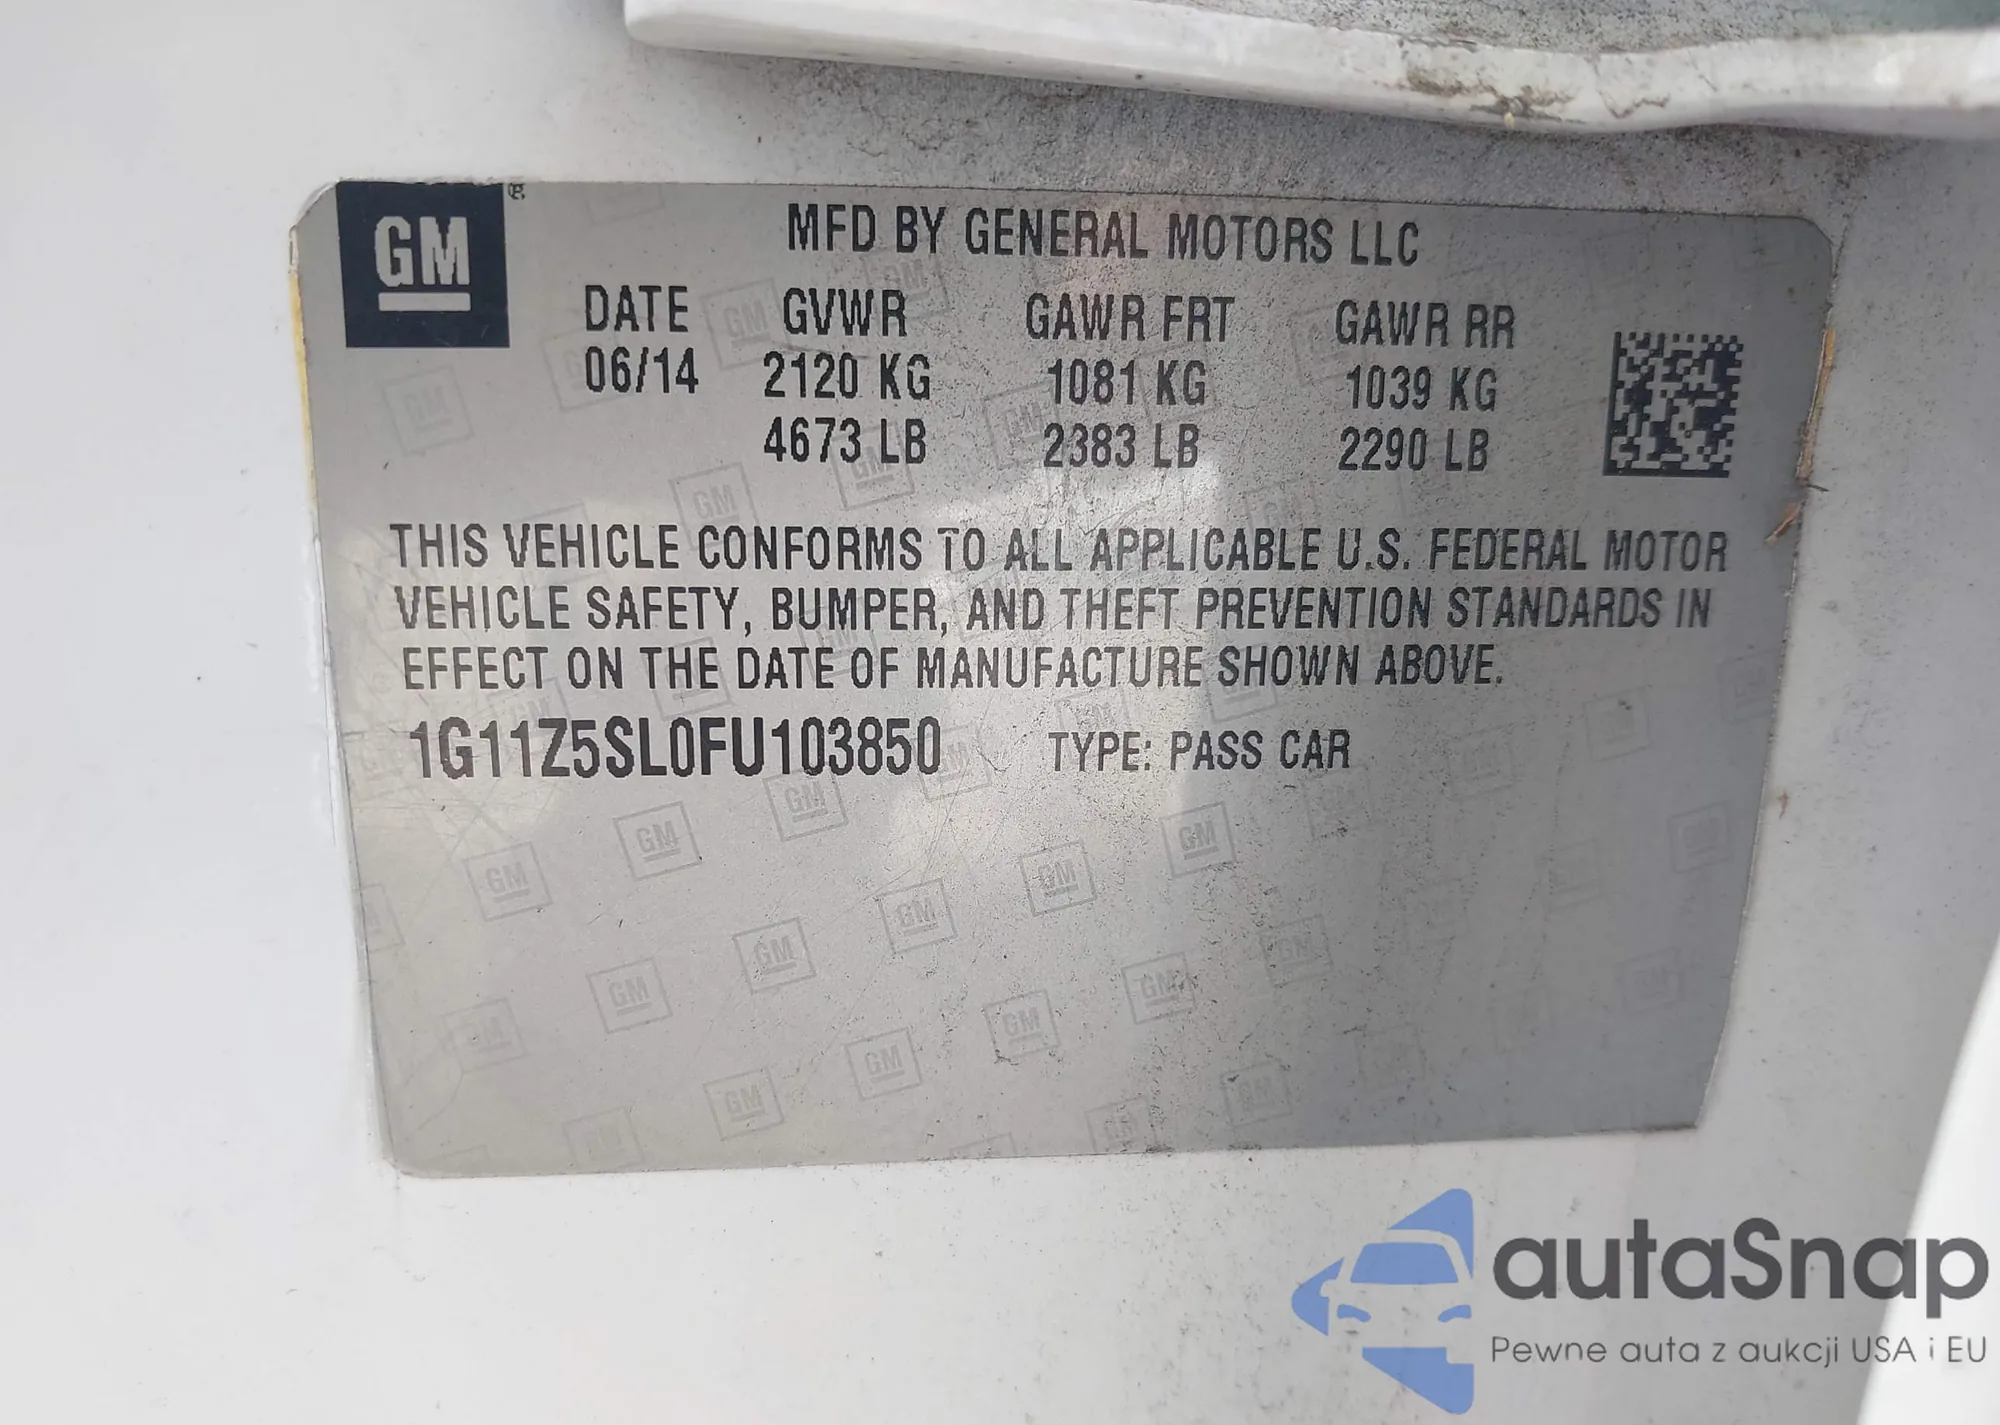 GM ®
MFD BY GENERAL MOTORS LLC
DATE GVWR GAWR FRT GAWR RR
06/14 2120 KG 1081 KG 1039 KG
4673 LB 2383 LB 2290 LB
THIS VEHICLE CONFORMS TO ALL APPLICABLE U.S. FEDERAL MOTOR
VEHICLE SAFETY, BUMPER, AND THEFT PREVENTION STANDARDS IN
EFFECT ON THE DATE OF MANUFACTURE SHOWN ABOVE.
1G11Z5SL0FU103850 TYPE: PASS CAR
autaSnap
Pewne auta z aukcji USA i EU